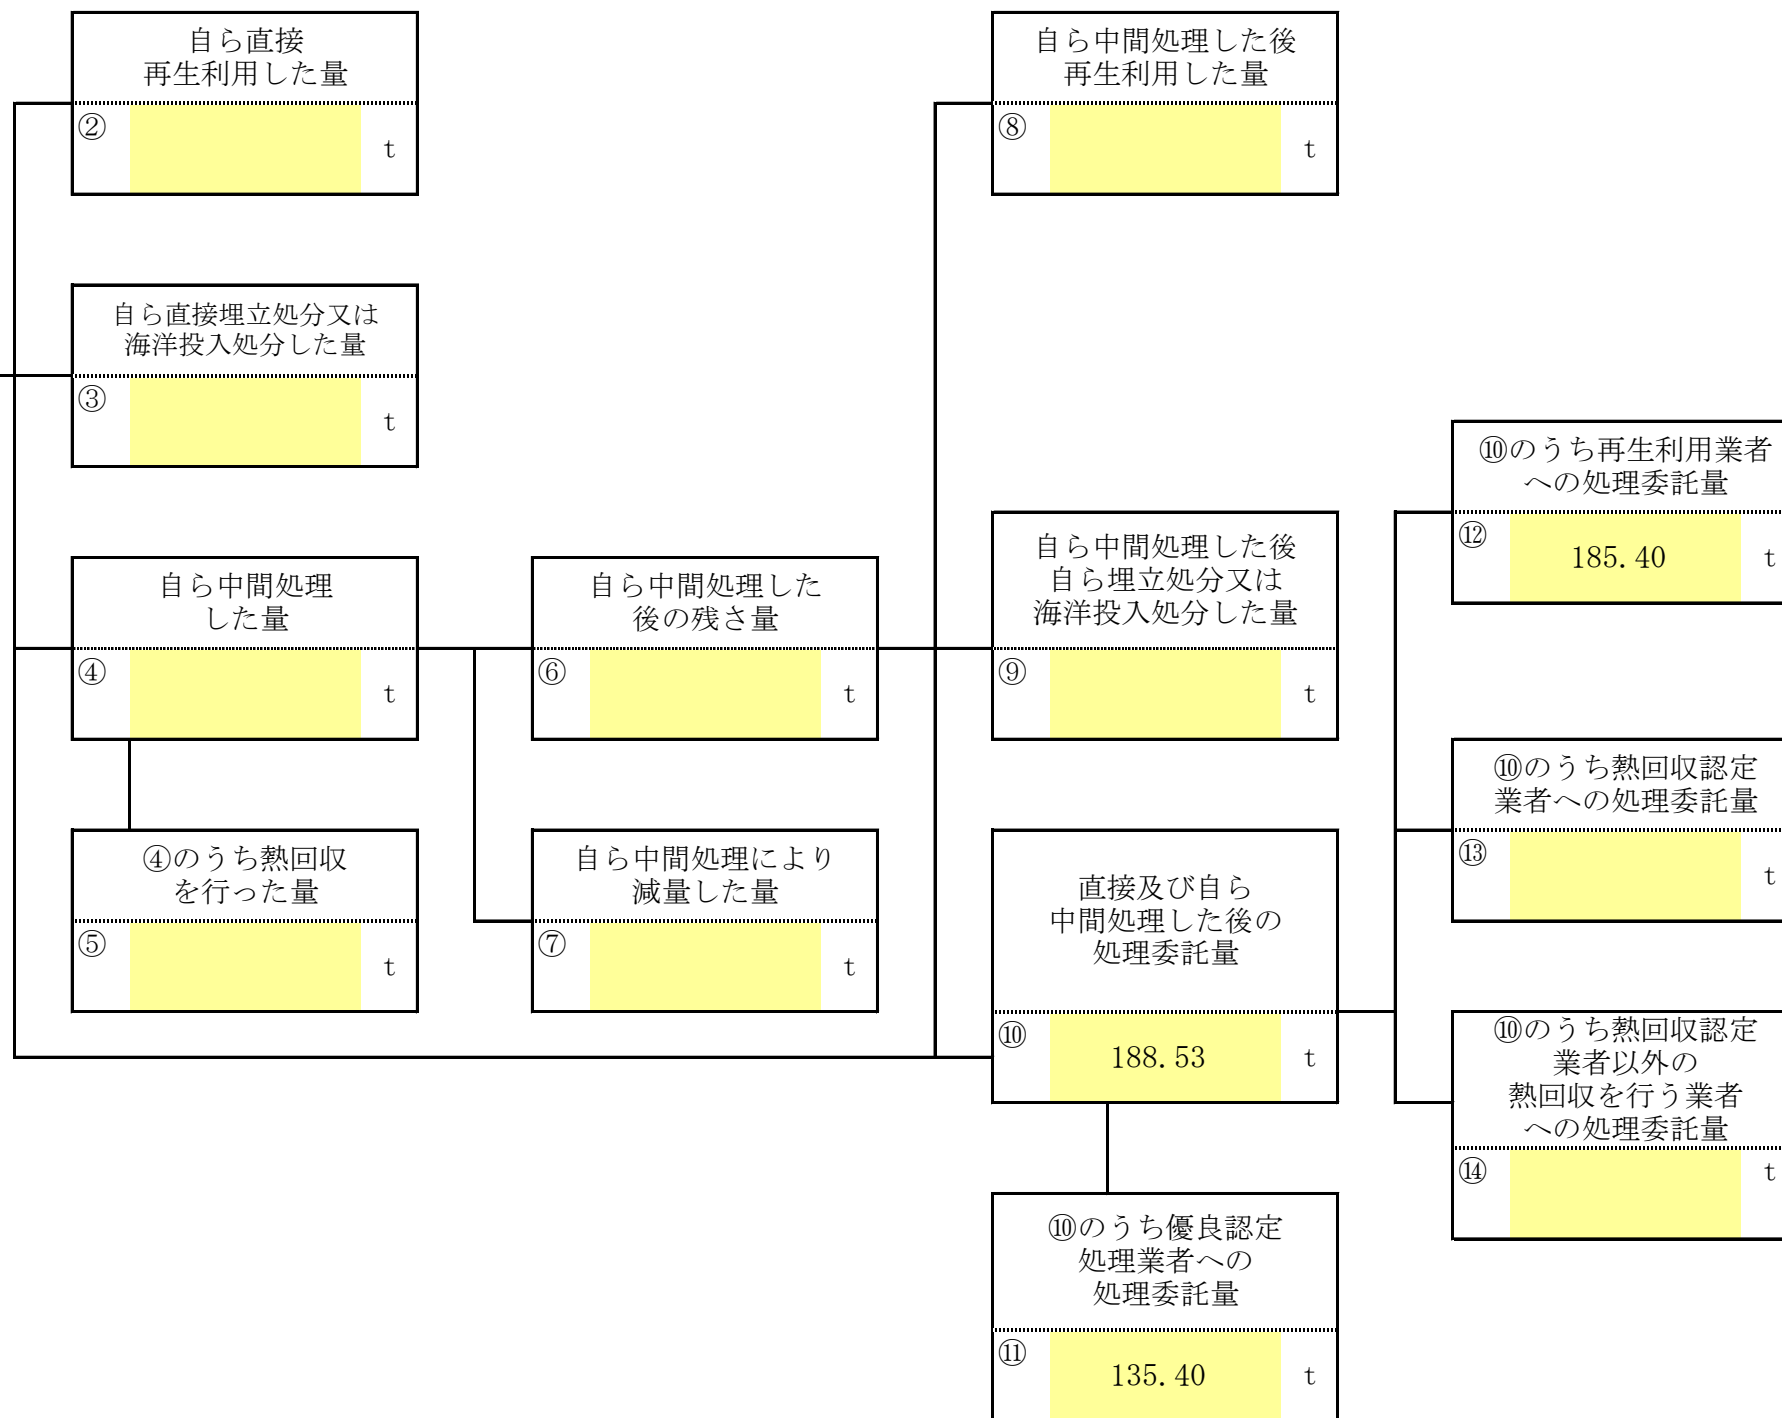 自ら直接
再生利用した量
②
t
自ら直接埋立処分又は
海洋投入処分した量
③
t
自ら中間処理
した量
④
t
④のうち熱回収
を行った量
⑤
t
自ら中間処理した
後の残さ量
⑥
t
自ら中間処理により
減量した量
⑦
t
自ら中間処理した後
再生利用した量
⑧
t
自ら中間処理した後
自ら埋立処分又は
海洋投入処分した量
⑨
t
直接及び自ら
中間処理した後の
処理委託量
⑩ 188.53 t
⑩のうち優良認定
処理業者への
処理委託量
⑪ 135.40 t
⑩のうち再生利用業者
への処理委託量
⑫ 185.40 t
⑩のうち熱回収認定
業者への処理委託量
⑬
t
⑩のうち熱回収認定
業者以外の
熱回収を行う業者
への処理委託量
⑭
t